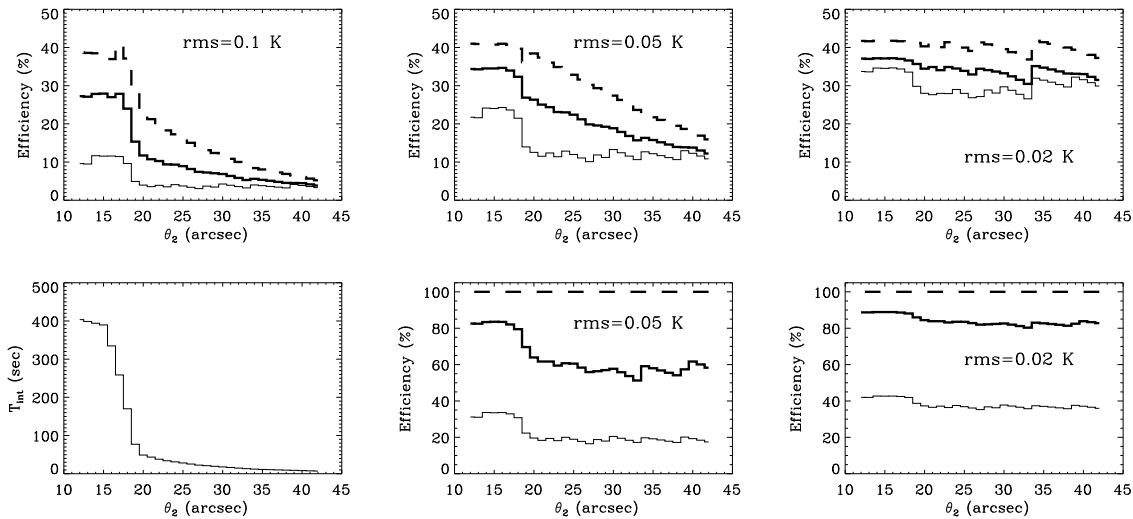 50
40
30
20
10
0
Efficiency (%)
rms=0.1 K
10 15 20 25 30 35 40 45
θ₂ (arcsec)
50
40
30
20
10
0
Efficiency (%)
rms=0.05 K
10 15 20 25 30 35 40 45
θ₂ (arcsec)
50
40
30
20
10
0
Efficiency (%)
rms=0.02 K
10 15 20 25 30 35 40 45
θ₂ (arcsec)
500
400
300
200
100
0
T_int (sec)
10 15 20 25 30 35 40 45
θ₂ (arcsec)
100
80
60
40
20
0
Efficiency (%)
rms=0.05 K
10 15 20 25 30 35 40 45
θ₂ (arcsec)
100
80
60
40
20
0
Efficiency (%)
rms=0.02 K
10 15 20 25 30 35 40 45
θ₂ (arcsec)